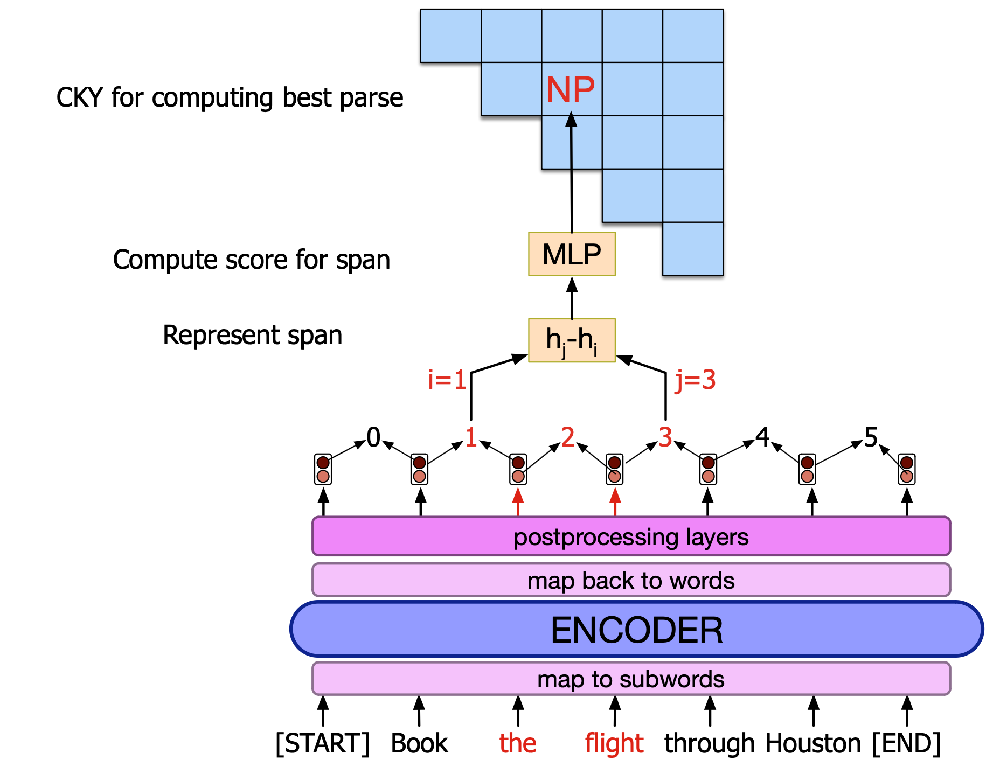 NP
CKY for computing best parse
MLP
Compute score for span
Represent span
hj-hi
i=1
j=3
0 1 2 3 4 5
postprocessing layers
map back to words
ENCODER
map to subwords
[START] Book the flight through Houston [END]